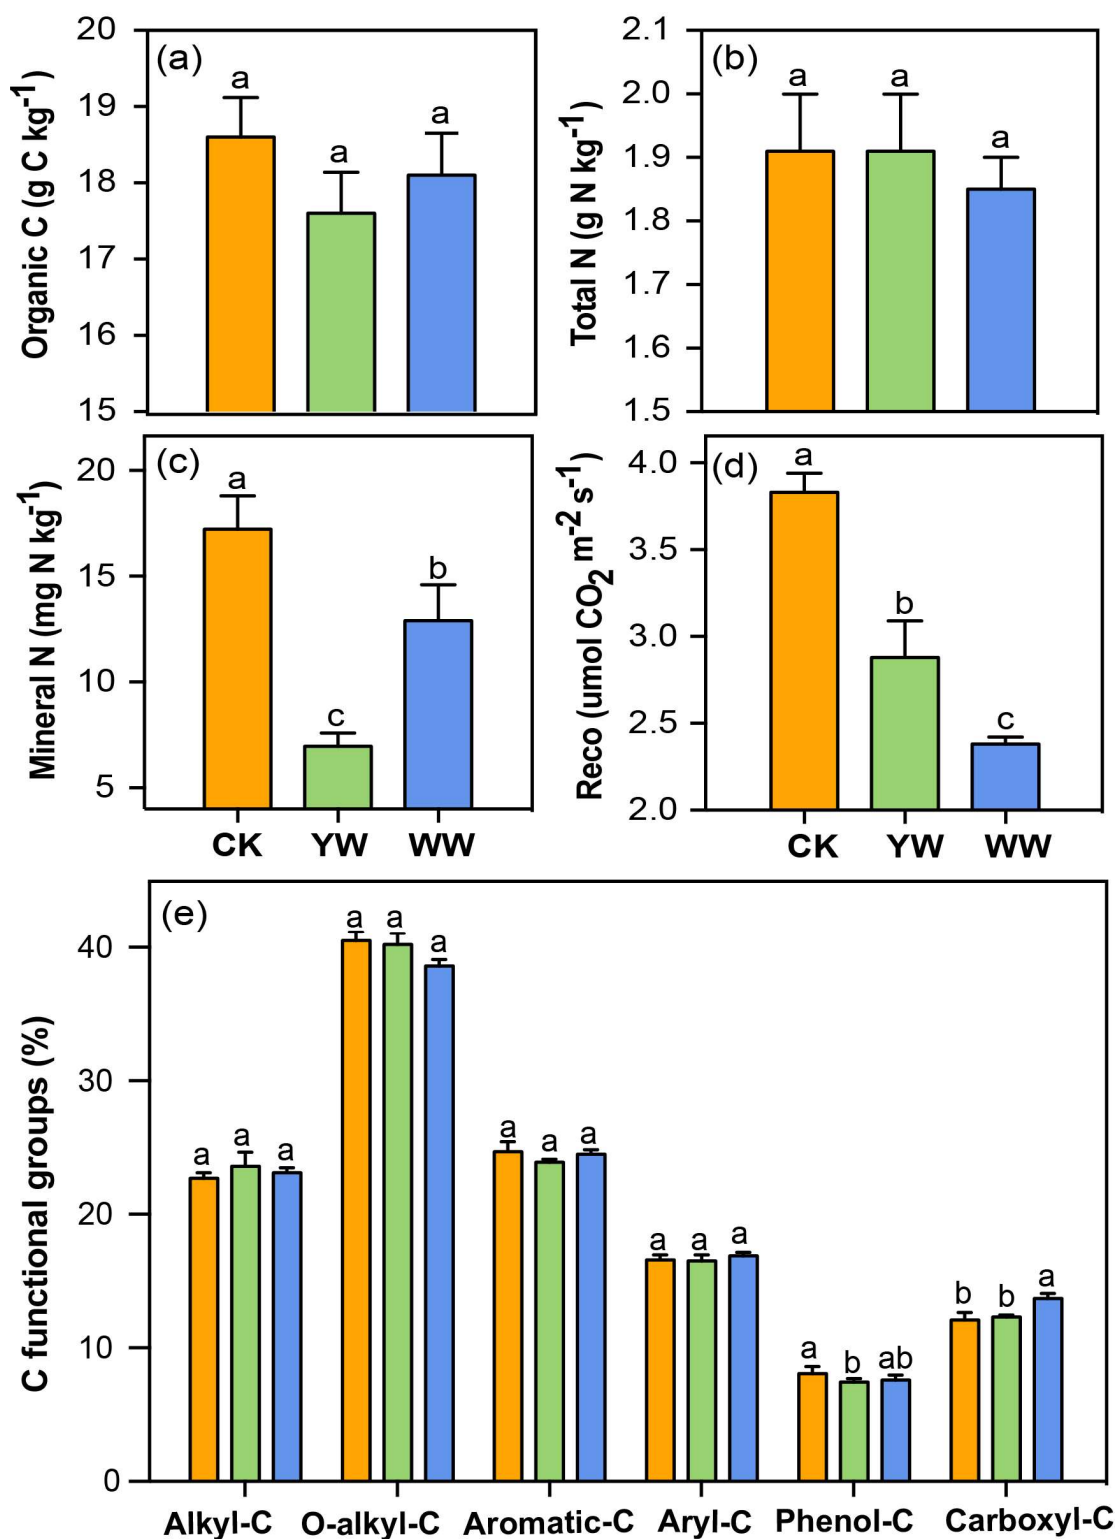 (a)
Organic C (g C kg⁻¹)
20
19
18
17
16
15
a
a
a
(b)
Total N (g N kg⁻¹)
2.1
2.0
1.9
1.8
1.7
1.6
1.5
a
a
a
(c)
Mineral N (mg N kg⁻¹)
20
15
10
5
a
c
b
CK YW WW
(d)
Reco (umol CO₂ m⁻² s⁻¹)
4.0
3.5
3.0
2.5
2.0
a
b
c
CK YW WW
(e)
C functional groups (%)
40
30
20
10
0
a a a
a a a
a a a
a a a
a b ab
b b a
Alkyl-C O-alkyl-C Aromatic-C Aryl-C Phenol-C Carboxyl-C